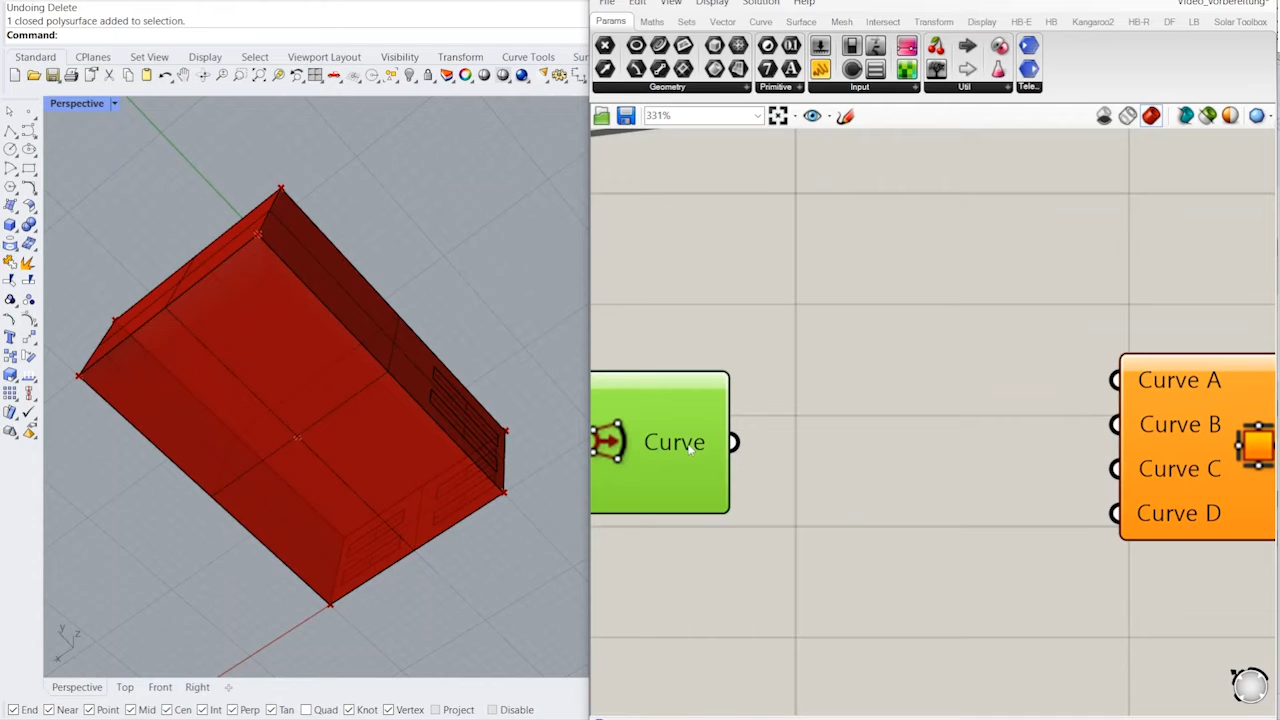 Undoing Delete
1 closed polysurface added to selection.
Command:
Standard CPlanes Set View Display Select Viewport Layout Visibility Transform Curve Tools Sur
Perspective
y
z
x
Perspective Top Front Right
End Near Point Mid Cen Int Perp Tan Quad Knot Vertex Project Disable
File Edit View Display Solution Help
Video_Vorbereitung*
Params Maths Sets Vector Curve Surface Mesh Intersect Transform Display HB-E HB Kangaroo2 HB-R DF LB Solar Toolbox
Geometry Primitive Input Util Tele..
331%
Curve
Curve A
Curve B
Curve C
Curve D